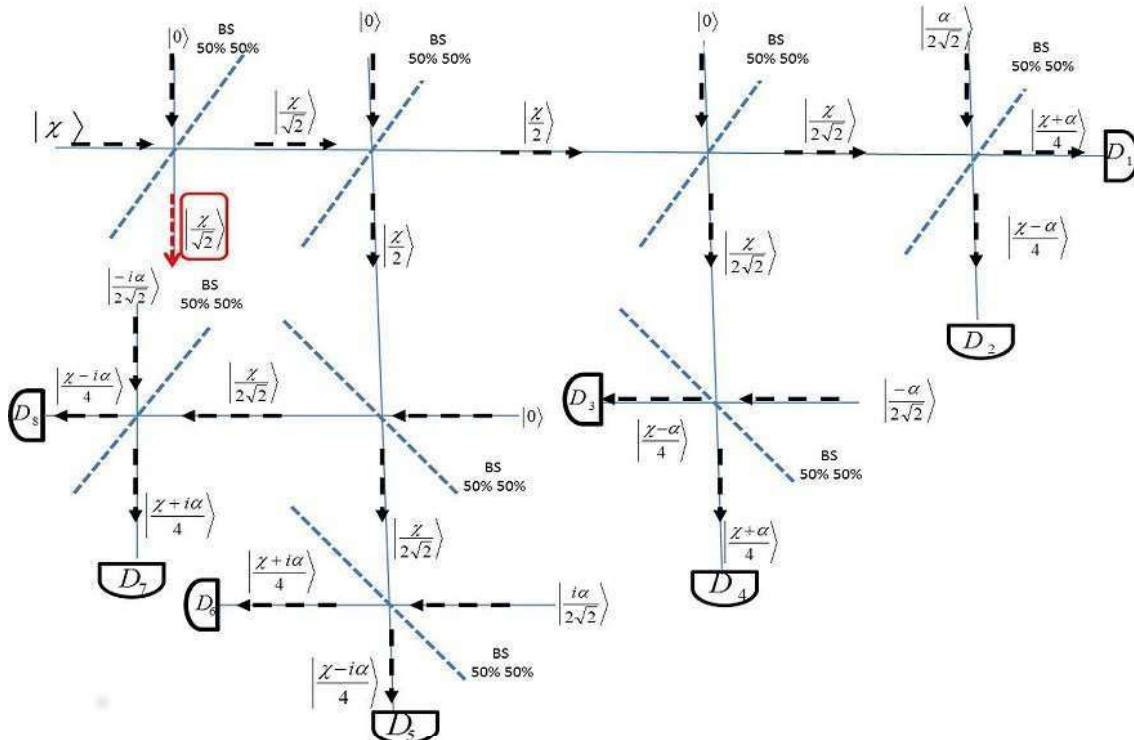 |0⟩
BS
50% 50%
|0⟩
BS
50% 50%
|0⟩
BS
50% 50%
|α/2√2⟩
BS
50% 50%
|χ⟩
|χ/√2⟩
|χ/2⟩
|χ/2√2⟩
|χ+α/4⟩
D₁
|χ/√2⟩
|χ/2⟩
|χ/2√2⟩
|χ−α/4⟩
D₂
|−iα/2√2⟩
BS
50% 50%
D₈
|χ−iα/4⟩
|χ/2√2⟩
|0⟩
D₃
|χ−α/4⟩
|−α/2√2⟩
BS
50% 50%
BS
50% 50%
|χ+iα/4⟩
D₇
|χ/2√2⟩
|χ+α/4⟩
D₄
|χ+iα/4⟩
D₆
|iα/2√2⟩
BS
50% 50%
|χ−iα/4⟩
D₅